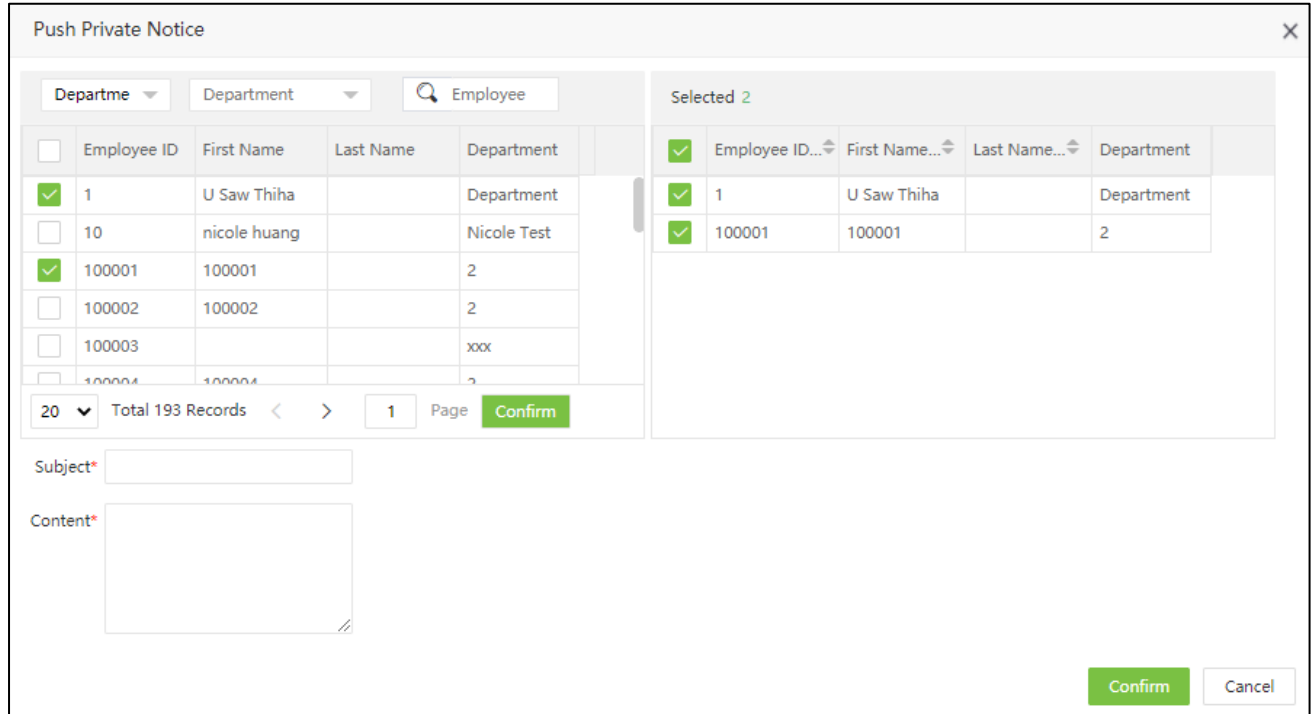 Push Private Notice
Departme Department Employee
Employee ID First Name Last Name Department
1 U Saw Thiha Department
10 nicole huang Nicole Test
100001 100001 2
100002 100002 2
100003 xxx
100004 100004 2
20 Total 193 Records < > 1 Page Confirm
Selected 2
Employee ID... First Name... Last Name... Department
1 U Saw Thiha Department
100001 100001 2
Subject*
Content*
Confirm Cancel